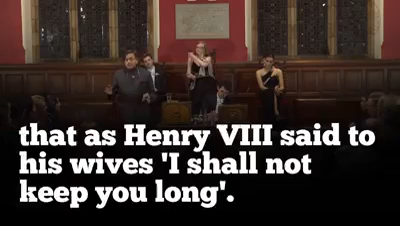 that as Henry VIII said to
his wives 'I shall not
keep you long'.